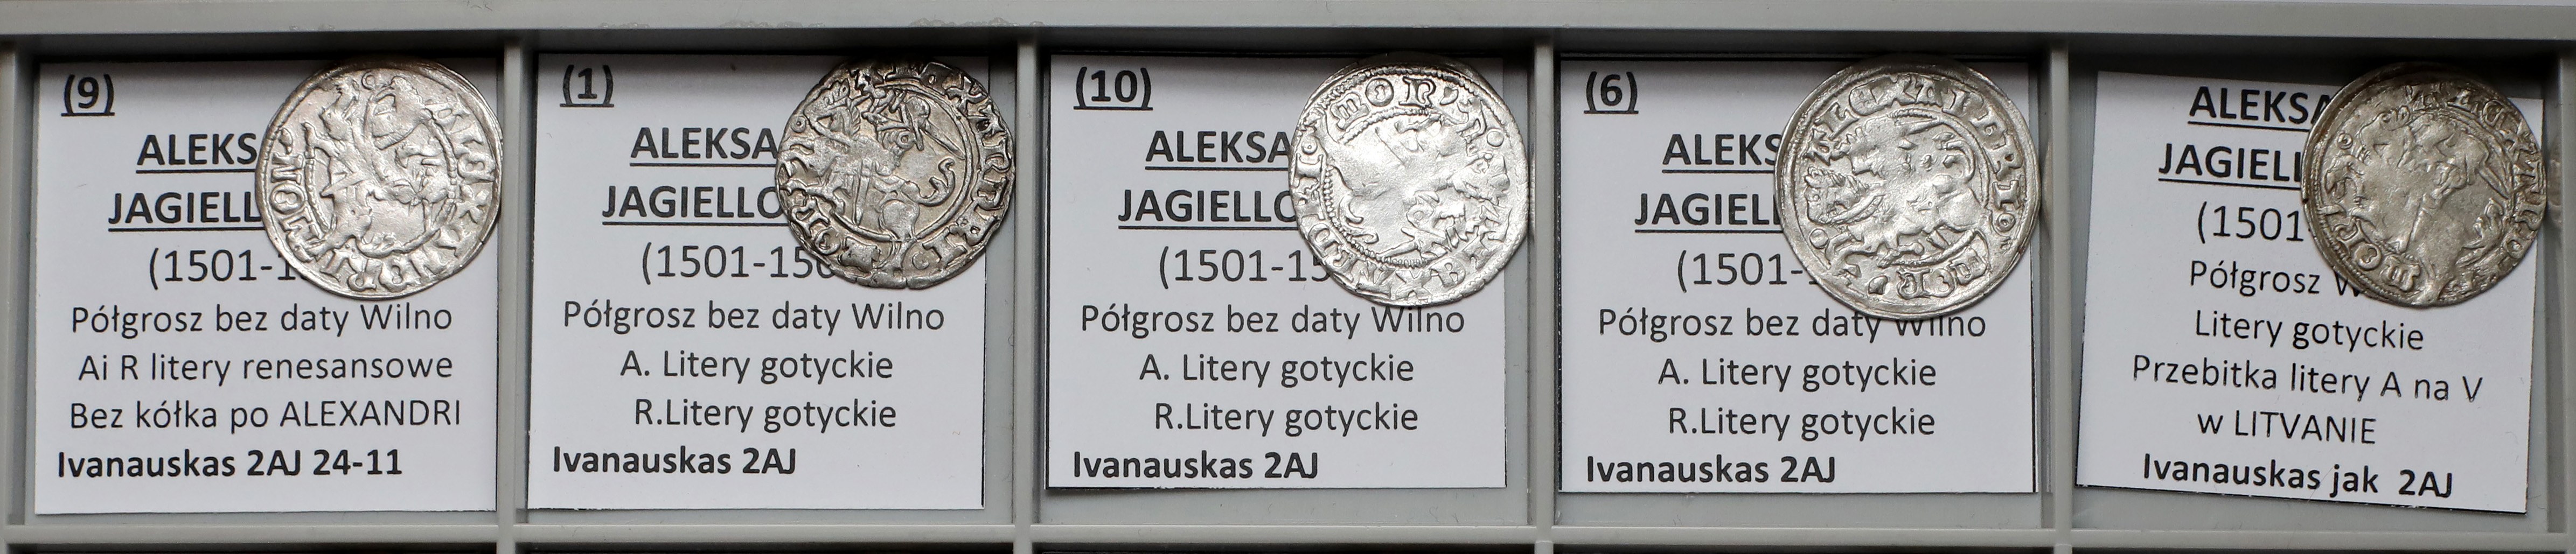 (9)
ALEKS
JAGIELL
(1501-1
Półgrosz bez daty Wilno
Ai R litery renesansowe
Bez kółka po ALEXANDRI
Ivanauskas 2AJ 24-11
(1)
ALEKSA
JAGIELLO
(1501-150
Półgrosz bez daty Wilno
A. Litery gotyckie
R.Litery gotyckie
Ivanauskas 2AJ
(10)
ALEKSA
JAGIELLO
(1501-15
Półgrosz bez daty Wilno
A. Litery gotyckie
R.Litery gotyckie
Ivanauskas 2AJ
(6)
ALEKS
JAGIEL
(1501-
Półgrosz bez daty Wilno
A. Litery gotyckie
R.Litery gotyckie
Ivanauskas 2AJ
ALEKSA
JAGIELL
(1501
Półgrosz
Litery gotyckie
Przebitka litery A na V
w LITVANIE
Ivanauskas jak 2AJ